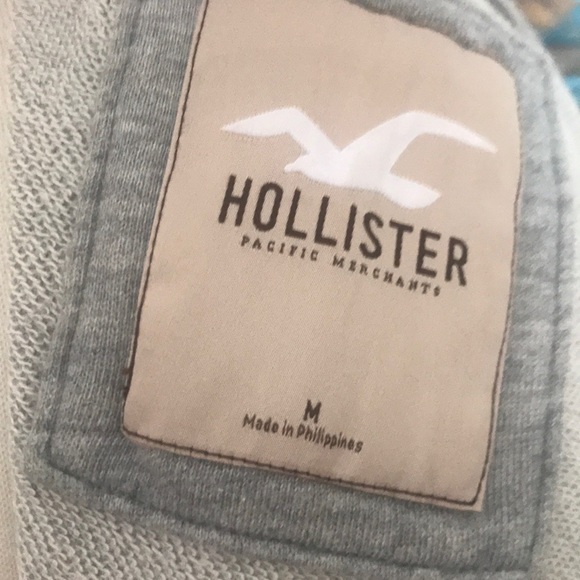 HOLLISTER
PACIFIC MERCHANTS
M
Made in Philippines